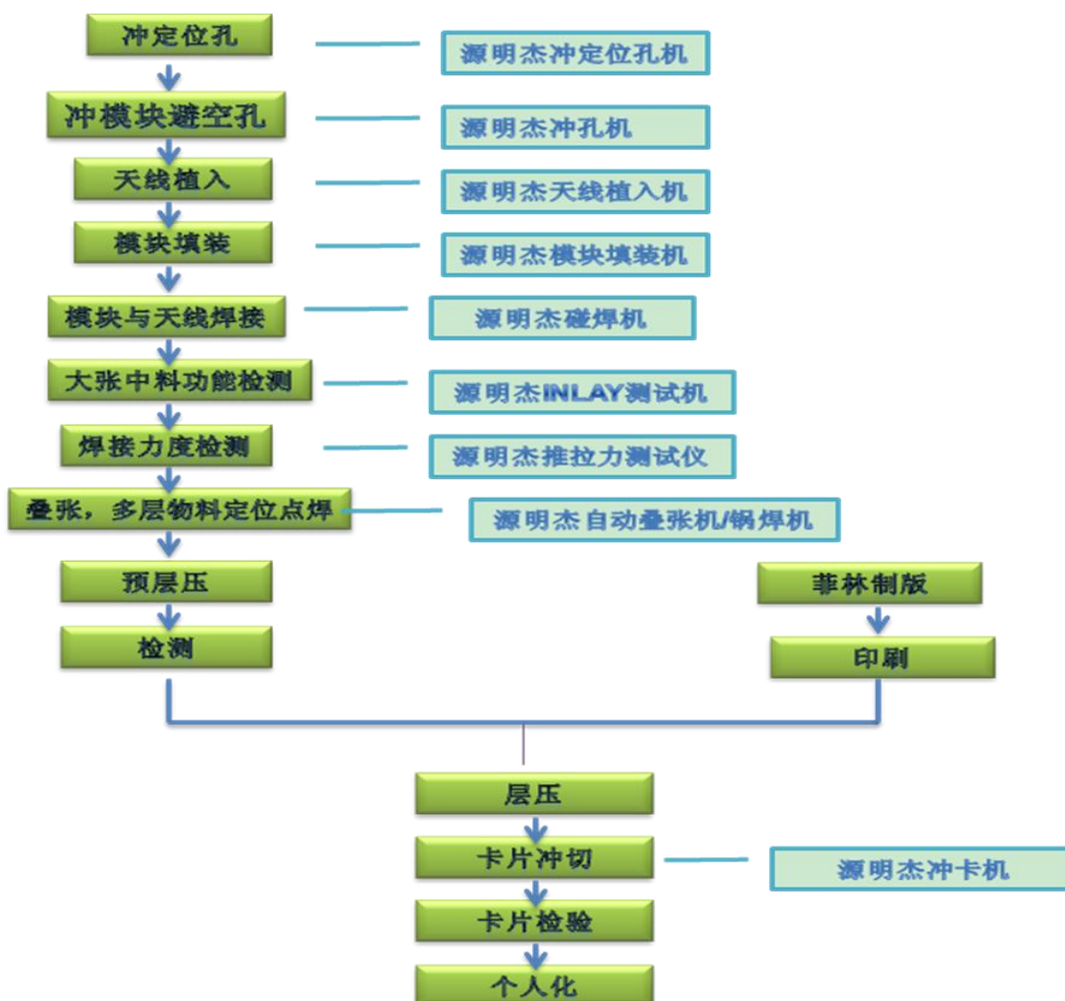 冲定位孔
源明杰冲定位孔机
冲模块避空孔
源明杰冲孔机
天线植入
源明杰天线植入机
模块填装
源明杰模块填装机
模块与天线焊接
源明杰碰焊机
大张中料功能检测
源明杰INLAY测试机
焊接力度检测
源明杰推拉力测试仪
叠张，多层物料定位点焊
源明杰自动叠张机/锅焊机
预层压
菲林制版
检测
印刷
层压
卡片冲切
源明杰冲卡机
卡片检验
个人化